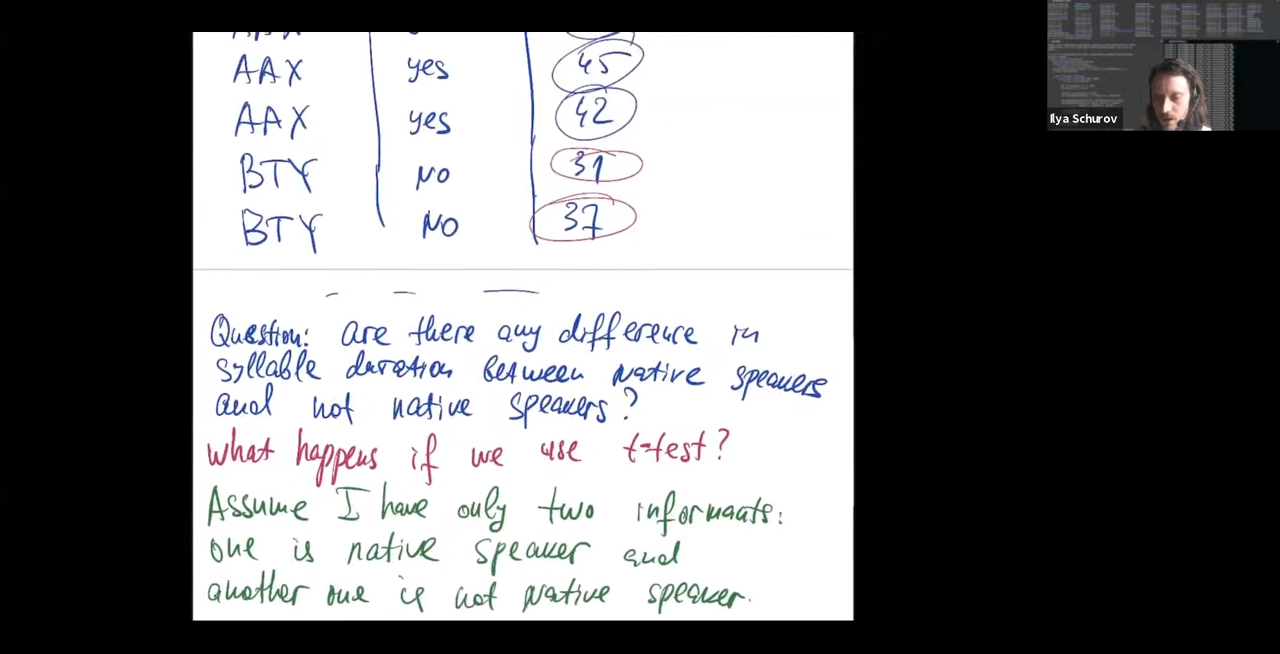 AAX yes 45
AAX yes 42
BTY NO 31
BTY NO 37
Question: are there any difference in
syllable duration between native speakers
and not native speakers?
What happens if we use t-test?
Assume I have only two informants:
one is native speaker and
another one is not native speaker.
Ilya Schurov